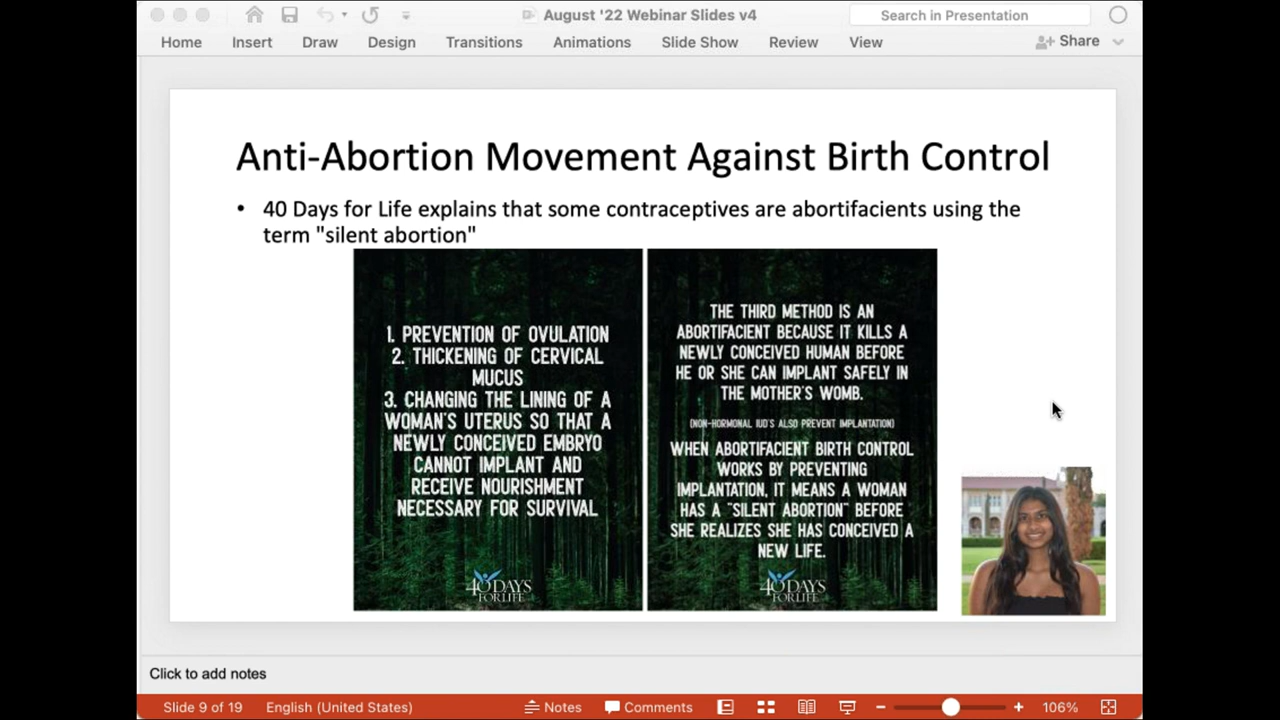 August '22 Webinar Slides v4
Search in Presentation
Home Insert Draw Design Transitions Animations Slide Show Review View Share
Anti-Abortion Movement Against Birth Control
• 40 Days for Life explains that some contraceptives are abortifacients using the
term "silent abortion"
1. PREVENTION OF OVULATION
2. THICKENING OF CERVICAL
MUCUS
3. CHANGING THE LINING OF A
WOMAN'S UTERUS SO THAT A
NEWLY CONCEIVED EMBRYO
CANNOT IMPLANT AND
RECEIVE NOURISHMENT
NECESSARY FOR SURVIVAL
40 DAYS
FOR LIFE
THE THIRD METHOD IS AN
ABORTIFACIENT BECAUSE IT KILLS A
NEWLY CONCEIVED HUMAN BEFORE
HE OR SHE CAN IMPLANT SAFELY IN
THE MOTHER'S WOMB.
(NON-HORMONAL IUD'S ALSO PREVENT IMPLANTATION)
WHEN ABORTIFACIENT BIRTH CONTROL
WORKS BY PREVENTING
IMPLANTATION, IT MEANS A WOMAN
HAS A "SILENT ABORTION" BEFORE
SHE REALIZES SHE HAS CONCEIVED A
NEW LIFE.
40 DAYS
FOR LIFE
Click to add notes
Slide 9 of 19 English (United States) Notes Comments 106%